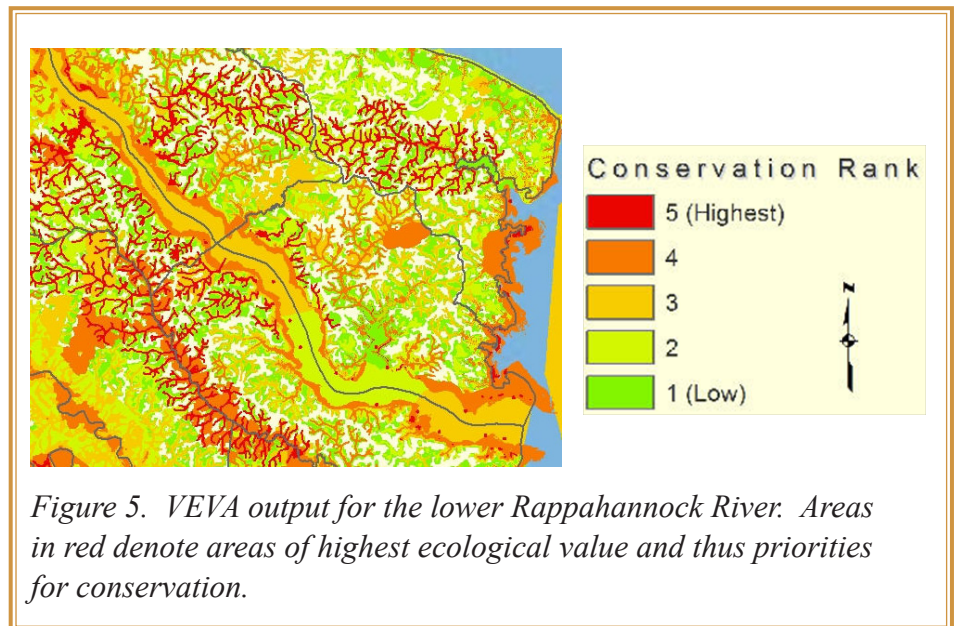 Conservation Rank
5 (Highest)
4
3
2
1 (Low)
N
Figure 5. VEVA output for the lower Rappahannock River. Areas
in red denote areas of highest ecological value and thus priorities
for conservation.